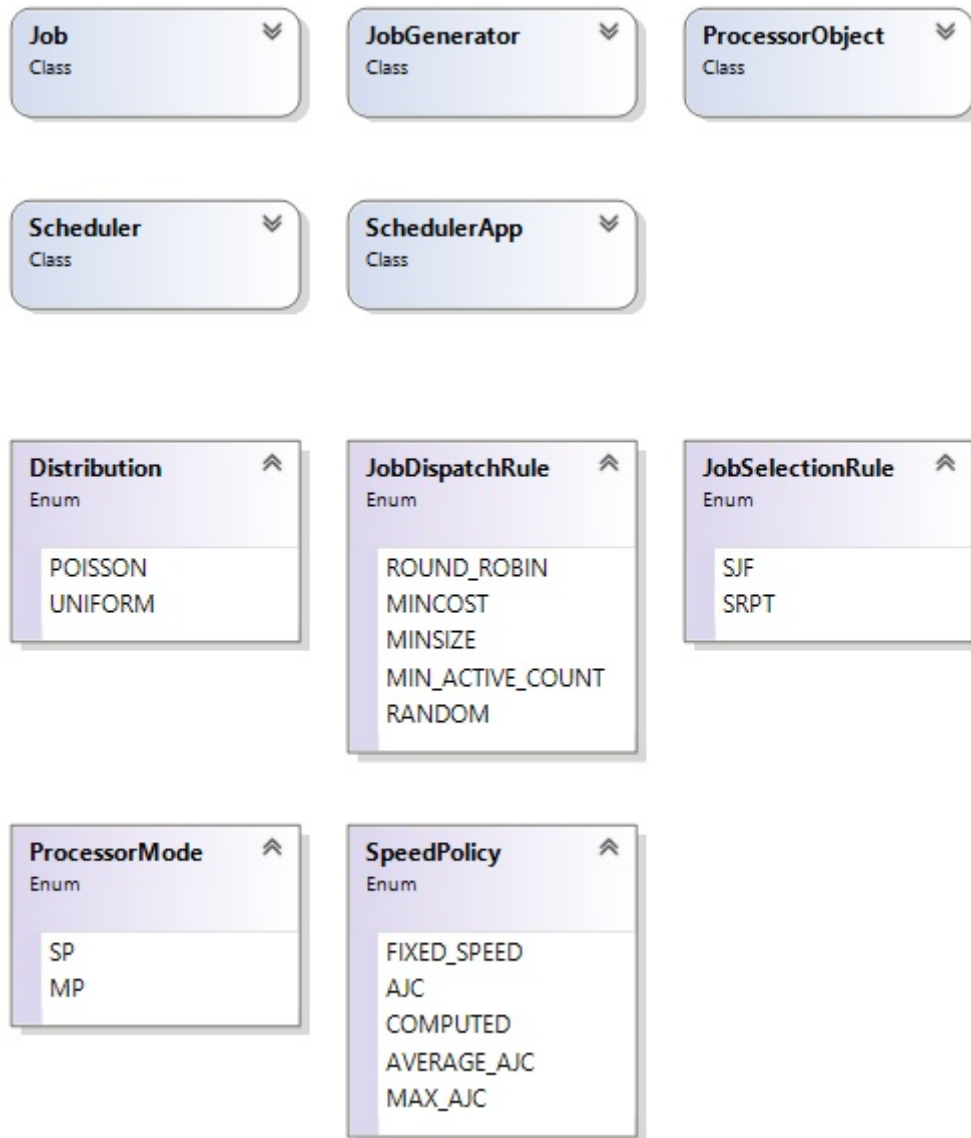 Job
Class
JobGenerator
Class
ProcessorObject
Class
Scheduler
Class
SchedulerApp
Class
Distribution
Enum
POISSON
UNIFORM
JobDispatchRule
Enum
ROUND_ROBIN
MINCOST
MINSIZE
MIN_ACTIVE_COUNT
RANDOM
JobSelectionRule
Enum
SJF
SRPT
ProcessorMode
Enum
SP
MP
SpeedPolicy
Enum
FIXED_SPEED
AJC
COMPUTED
AVERAGE_AJC
MAX_AJC